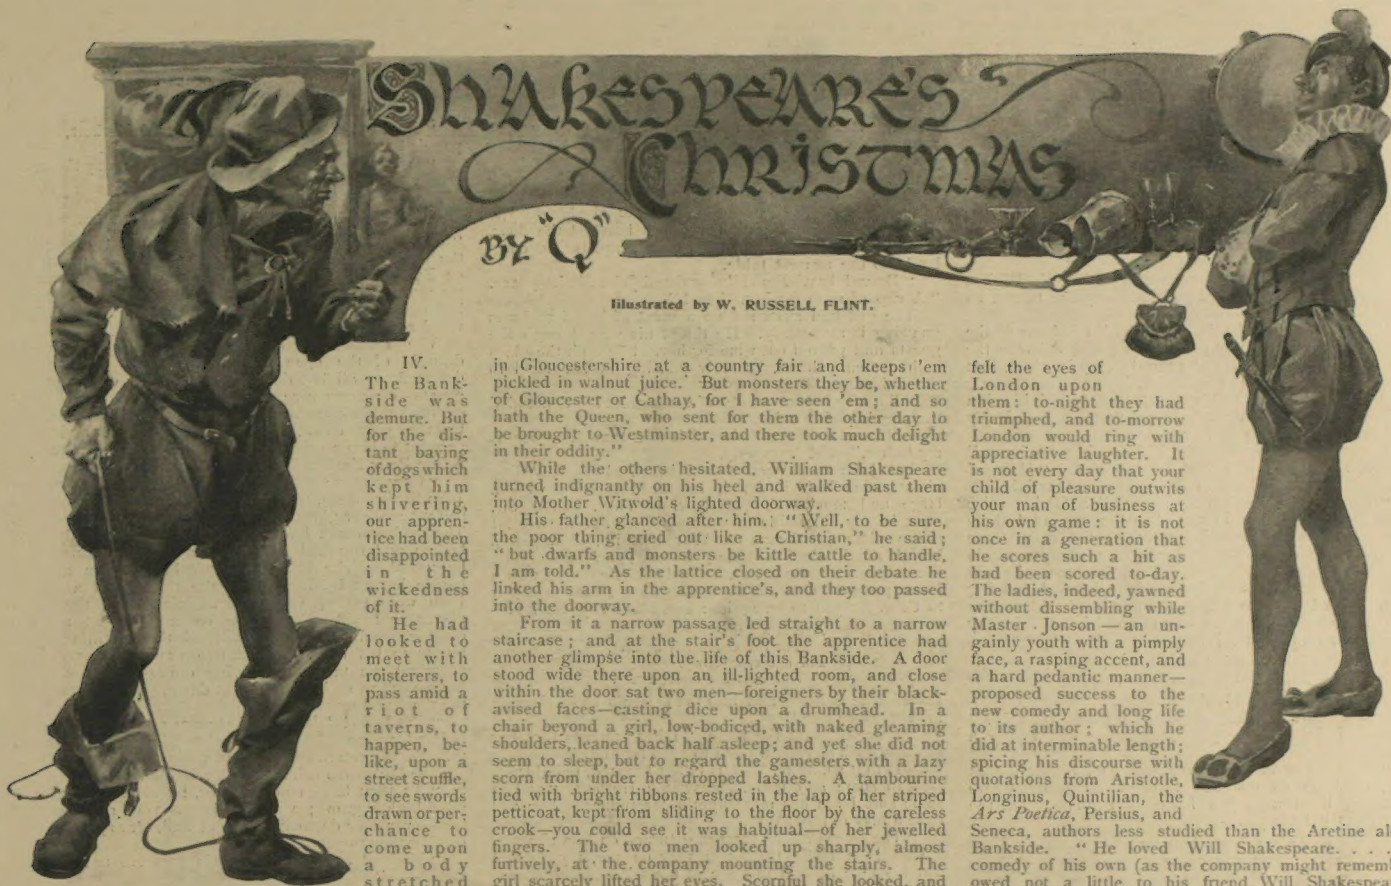 SHAKESPEARE'S
CHRISTMAS
BY "Q"
Illustrated by W. RUSSELL FLINT.
IV.
The Bank-
side was
demure. But
for the dis-
tant baying
of dogs which
kept him
shivering,
our appren-
tice had been
disappointed
in the
wickedness
of it.
He had
looked to
meet with
roisterers, to
pass amid a
riot of
taverns, to
happen, be-
like, upon a
street scuffle,
to see swords
drawn or per-
chance to
come upon
a body
stretched
in Gloucestershire at a country fair and keeps 'em
pickled in walnut juice. But monsters they be, whether
of Gloucester or Cathay, for I have seen 'em; and so
hath the Queen, who sent for them the other day to
be brought to Westminster, and there took much delight
in their oddity."
While the others hesitated, William Shakespeare
turned indignantly on his heel and walked past them
into Mother Witwold's lighted doorway.
His father glanced after him. "Well, to be sure,
the poor thing cried out like a Christian," he said;
"but dwarfs and monsters be kittle cattle to handle,
I am told." As the lattice closed on their debate he
linked his arm in the apprentice's, and they too passed
into the doorway.
From it a narrow passage led straight to a narrow
staircase; and at the stair's foot the apprentice had
another glimpse into the life of this Bankside. A door
stood wide there upon an ill-lighted room, and close
within the door sat two men—foreigners by their black-
avised faces—casting dice upon a drumhead. In a
chair beyond a girl, low-bodiced, with naked gleaming
shoulders, leaned back half asleep; and yet she did not
seem to sleep, but to regard the gamesters with a lazy
scorn from under her dropped lashes. A tambourine
tied with bright ribbons rested in the lap of her striped
petticoat, kept from sliding to the floor by the careless
crook—you could see it was habitual—of her jewelled
fingers. The two men looked up sharply, almost
furtively, at the company mounting the stairs. The
girl scarcely lifted her eyes. Scornful she looked, and
felt the eyes of
London upon
them: to-night they had
triumphed, and to-morrow
London would ring with
appreciative laughter. It
is not every day that your
child of pleasure outwits
your man of business at
his own game: it is not
once in a generation that
he scores such a hit as
had been scored to-day.
The ladies, indeed, yawned
without dissembling while
Master Jonson—an un-
gainly youth with a pimply
face, a rasping accent, and
a hard pedantic manner—
proposed success to the
new comedy and long life
to its author; which he
did at interminable length;
spicing his discourse with
quotations from Aristotle,
Longinus, Quintilian, the
Ars Poetica, Persius, and
Seneca, authors less studied than the Aretine al
Bankside. "He loved Will Shakespeare. . . .
comedy of his own (as the company might remem
owed not a little to his friend Will Shakespea